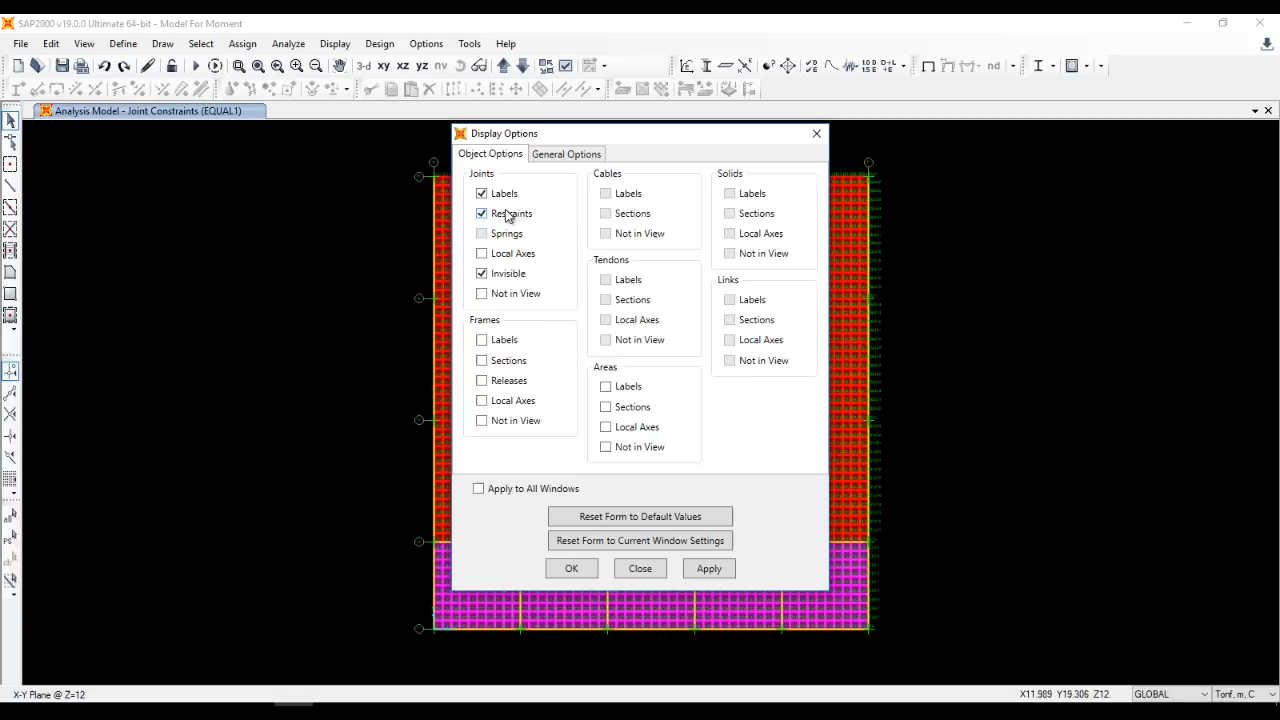 SAP2000 v19.0.0 Ultimate 64-bit - Model For Moment
File Edit View Define Draw Select Assign Analyze Display Design Options Tools Help
3-d xy xz yz nv
nd
Analysis Model - Joint Constraints (EQUAL1)
Display Options
Object Options General Options
Joints
Labels
Restraints
Springs
Local Axes
Invisible
Not in View
Frames
Labels
Sections
Releases
Local Axes
Not in View
Cables
Labels
Sections
Not in View
Tendons
Labels
Sections
Local Axes
Not in View
Areas
Labels
Sections
Local Axes
Not in View
Solids
Labels
Sections
Local Axes
Not in View
Links
Labels
Sections
Local Axes
Not in View
Apply to All Windows
Reset Form to Default Values
Reset Form to Current Window Settings
OK Close Apply
X-Y Plane @ Z=12 X11.989 Y19.306 Z12. GLOBAL Tonf, m, C